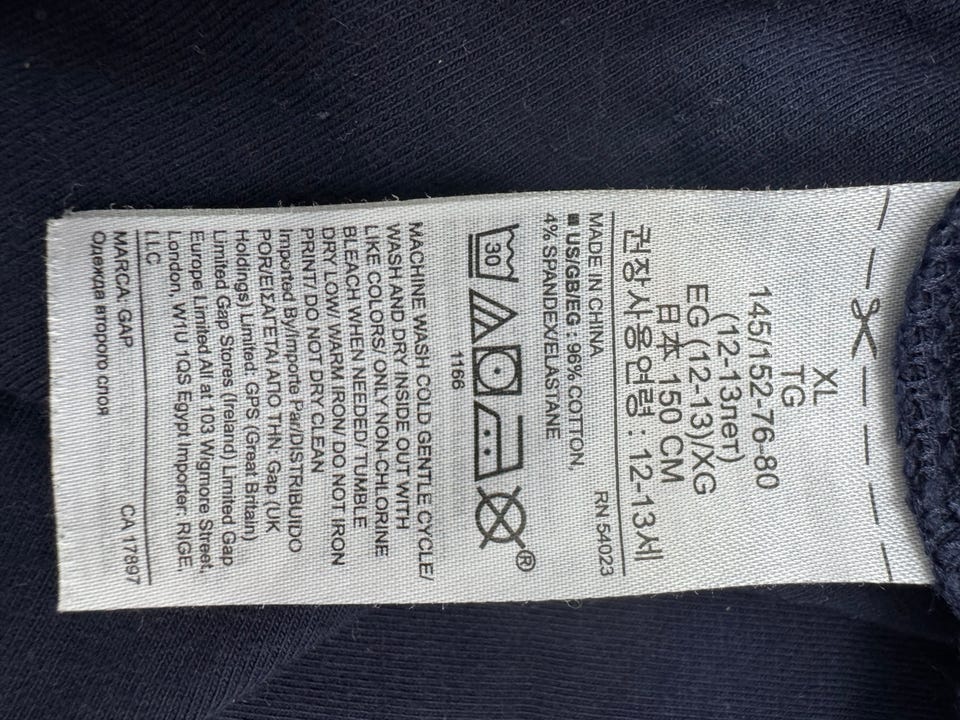 XL
TG
145/152-76-80
(12-13лет)
EG (12-13)/XG
日本 150 CM
권장사용연령 : 12-13세
MADE IN CHINA RN 54023
■ US/GB/EG : 96% COTTON,
4% SPANDEX/ELASTANE
30
®
1166
MACHINE WASH COLD GENTLE CYCLE/
WASH AND DRY INSIDE OUT WITH
LIKE COLORS/ ONLY NON-CHLORINE
BLEACH WHEN NEEDED/ TUMBLE
DRY LOW/ WARM IRON/ DO NOT IRON
PRINT/ DO NOT DRY CLEAN
Imported By/Importe Par/DISTRIBUIDO
POR/ΕΙΣΑΓΕΤΑΙ ΑΠΟ ΤΗΝ: Gap (UK
Holdings) Limited: GPS (Great Britain)
Limited Gap Stores (Ireland) Limited Gap
Europe Limited All at 103 Wigmore Street,
London, W1U 1QS Egypt Importer: RIGE,
LLC
MARCA: GAP CA 17897
Одежда второго слоя